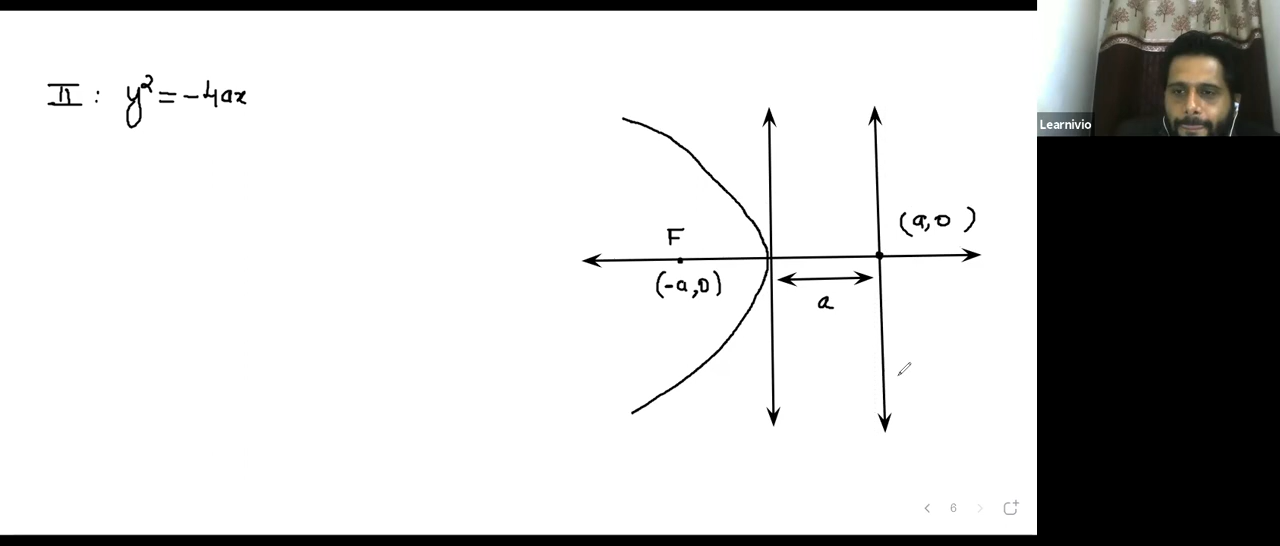 II : y² = -4ax
Learnivio
(a, 0 )
F
(-a, 0)
a
6